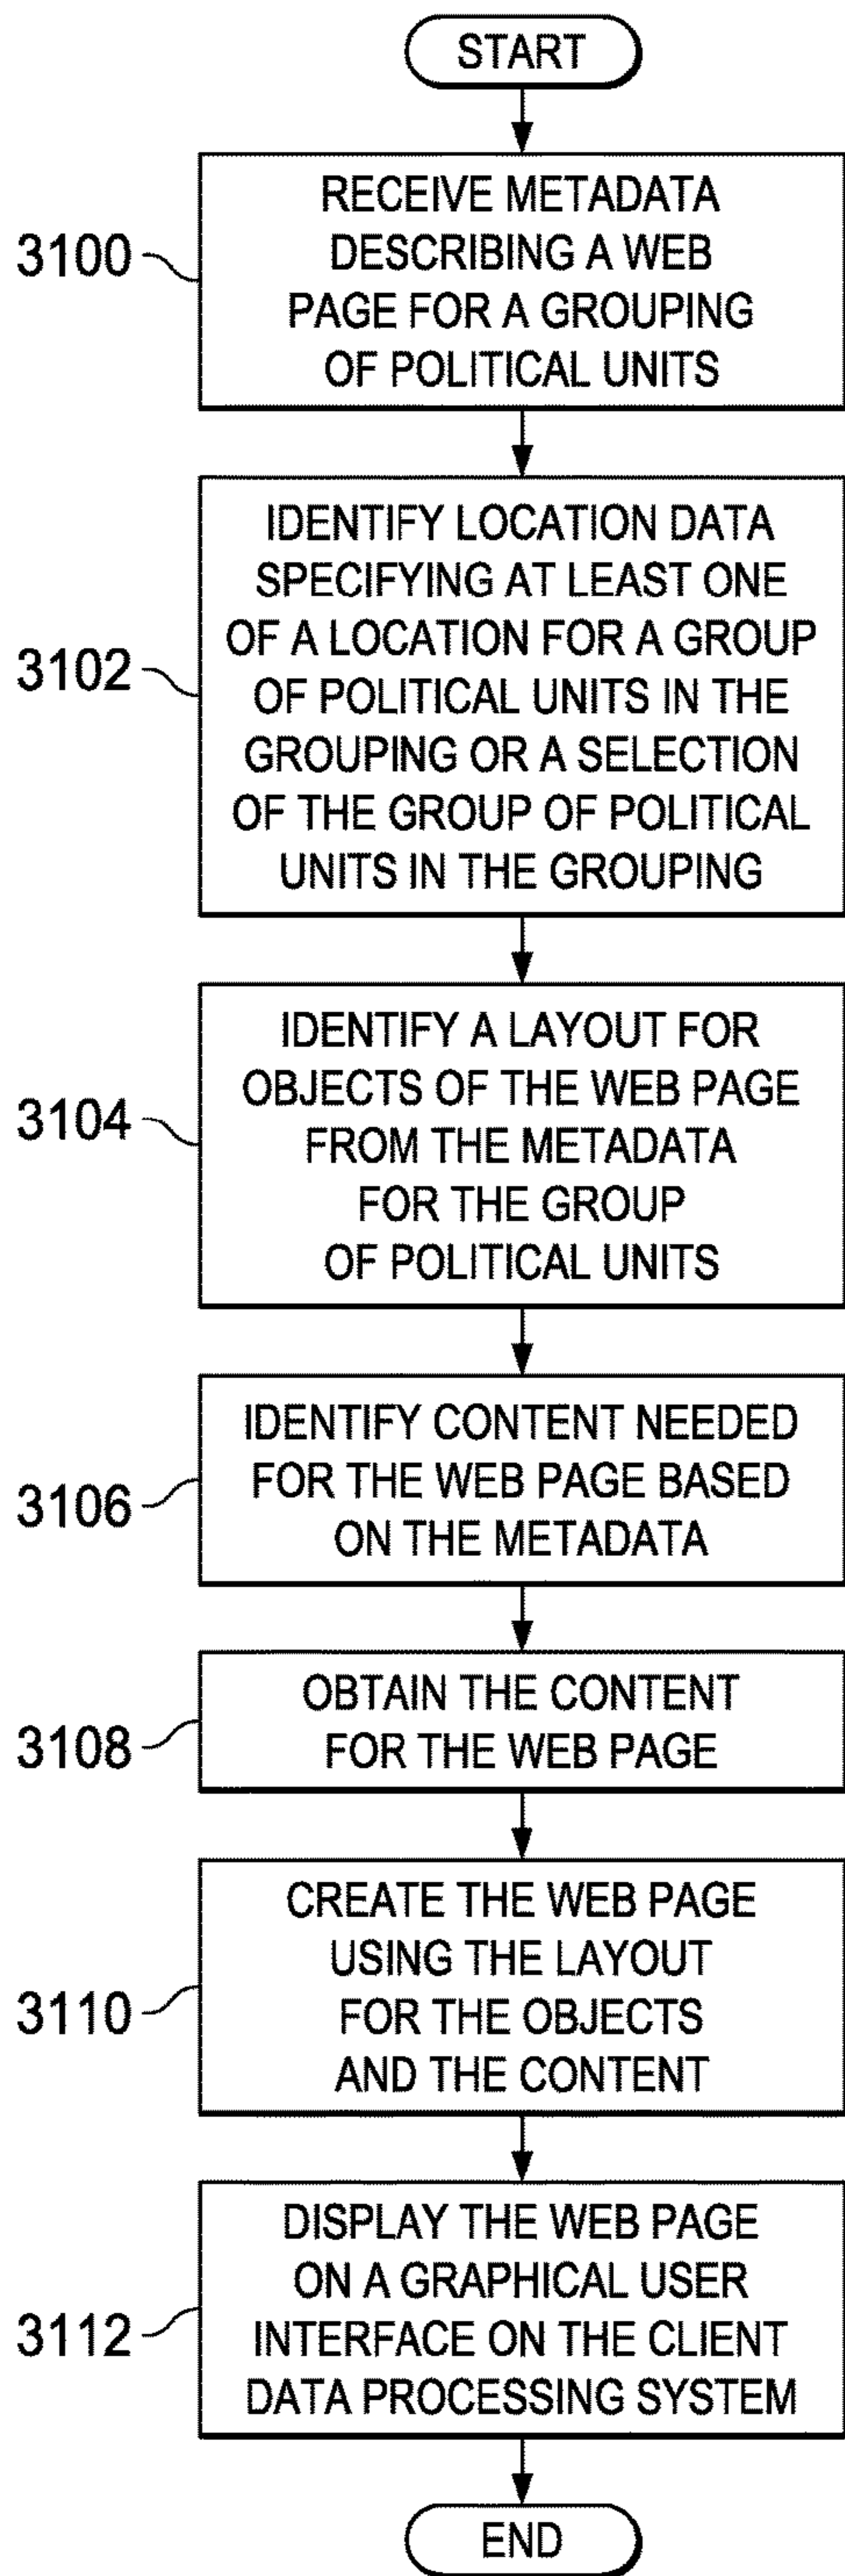 START
3100
RECEIVE METADATA
DESCRIBING A WEB
PAGE FOR A GROUPING
OF POLITICAL UNITS
3102
IDENTIFY LOCATION DATA
SPECIFYING AT LEAST ONE
OF A LOCATION FOR A GROUP
OF POLITICAL UNITS IN THE
GROUPING OR A SELECTION
OF THE GROUP OF POLITICAL
UNITS IN THE GROUPING
3104
IDENTIFY A LAYOUT FOR
OBJECTS OF THE WEB PAGE
FROM THE METADATA
FOR THE GROUP
OF POLITICAL UNITS
3106
IDENTIFY CONTENT NEEDED
FOR THE WEB PAGE BASED
ON THE METADATA
3108
OBTAIN THE CONTENT
FOR THE WEB PAGE
3110
CREATE THE WEB PAGE
USING THE LAYOUT
FOR THE OBJECTS
AND THE CONTENT
3112
DISPLAY THE WEB PAGE
ON A GRAPHICAL USER
INTERFACE ON THE CLIENT
DATA PROCESSING SYSTEM
END